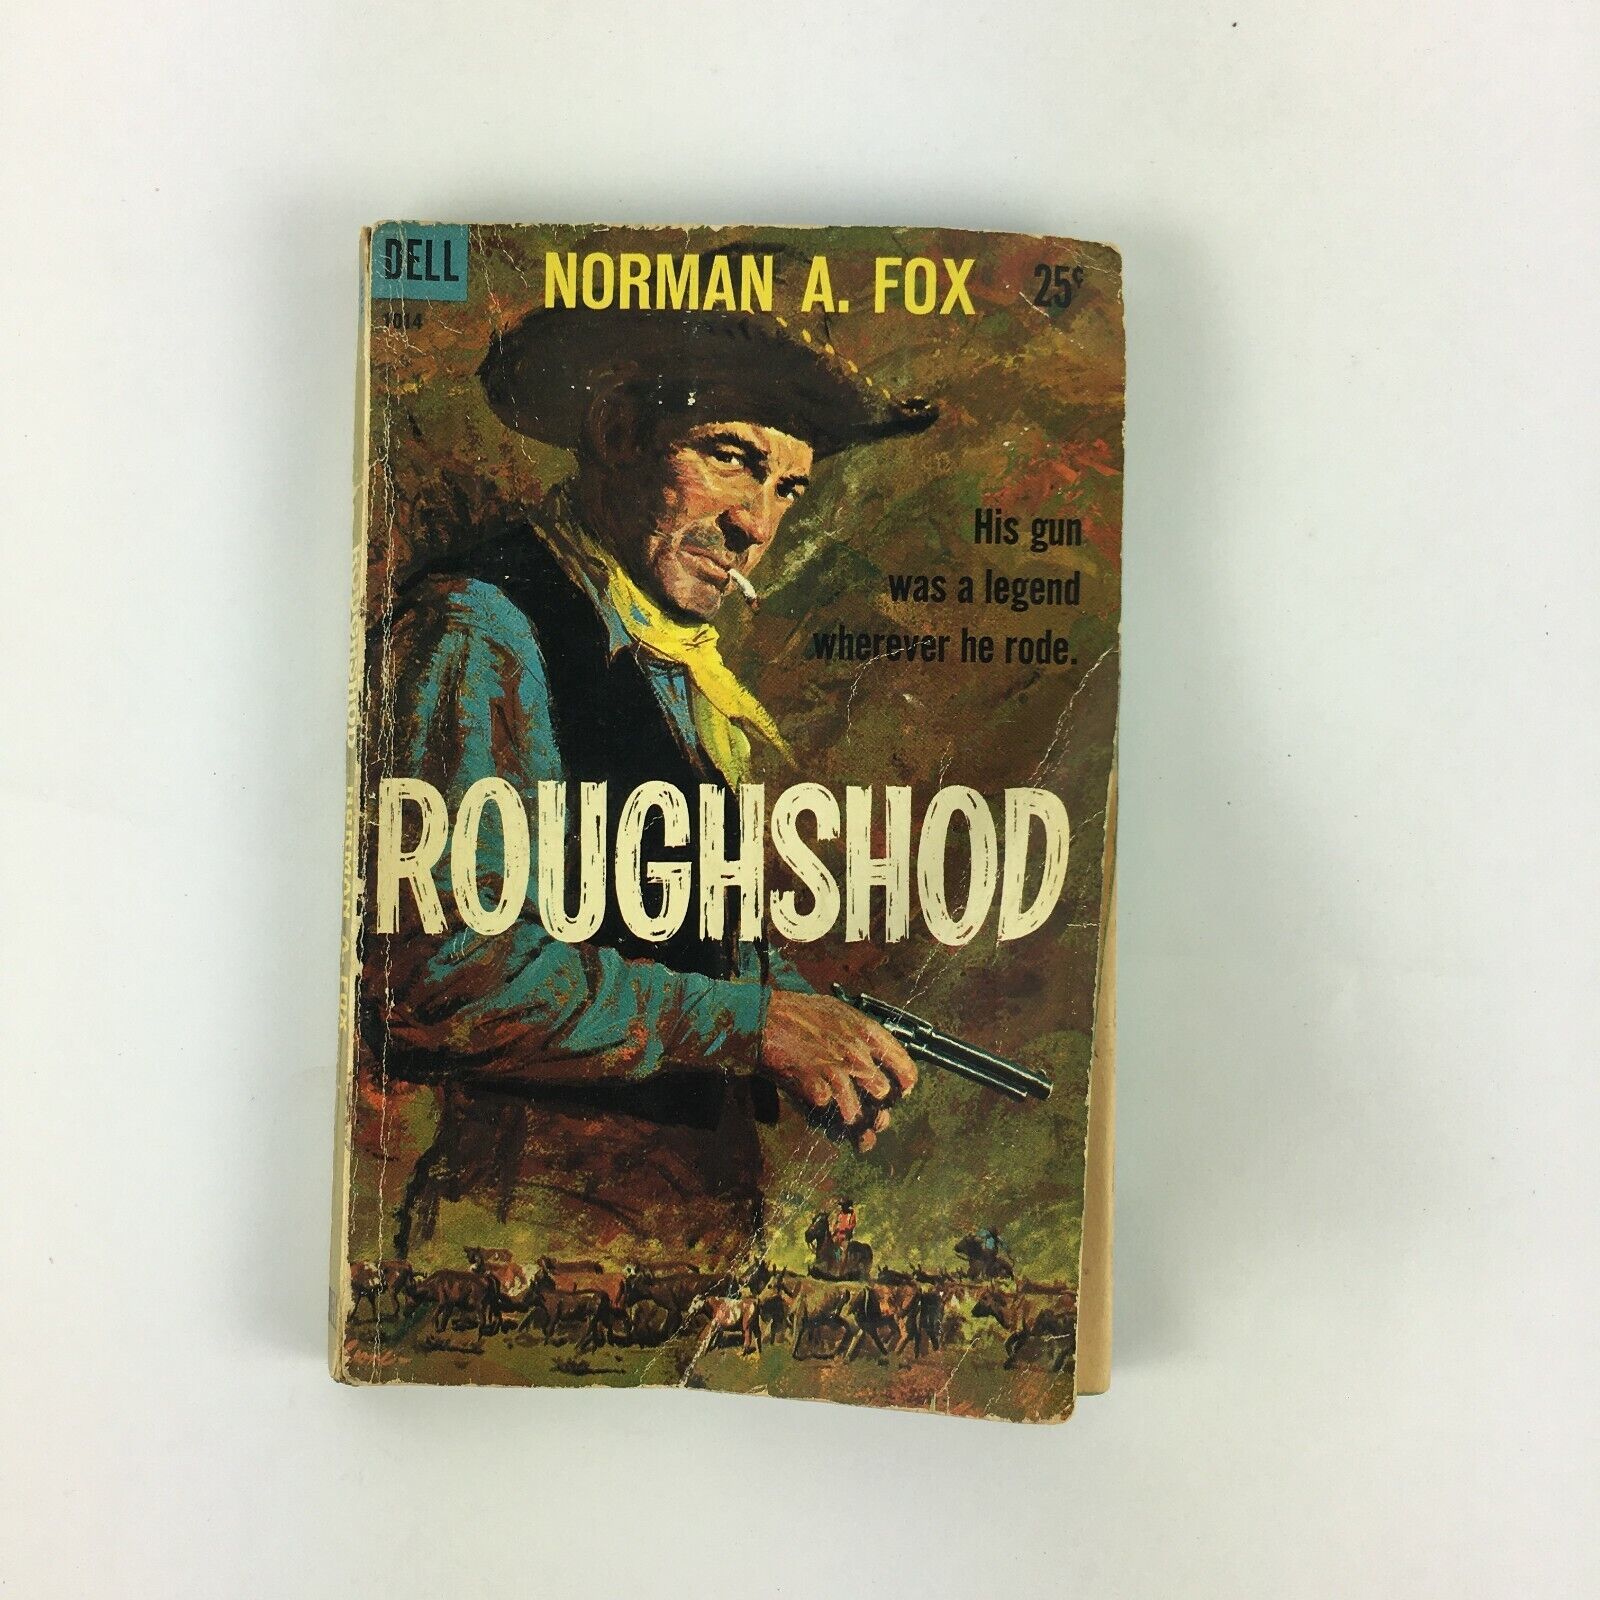 DELL
1014
NORMAN A. FOX
25¢
His gun
was a legend
wherever he rode.
ROUGHSHOD
ROUGHSHOD NORMAN A. FOX